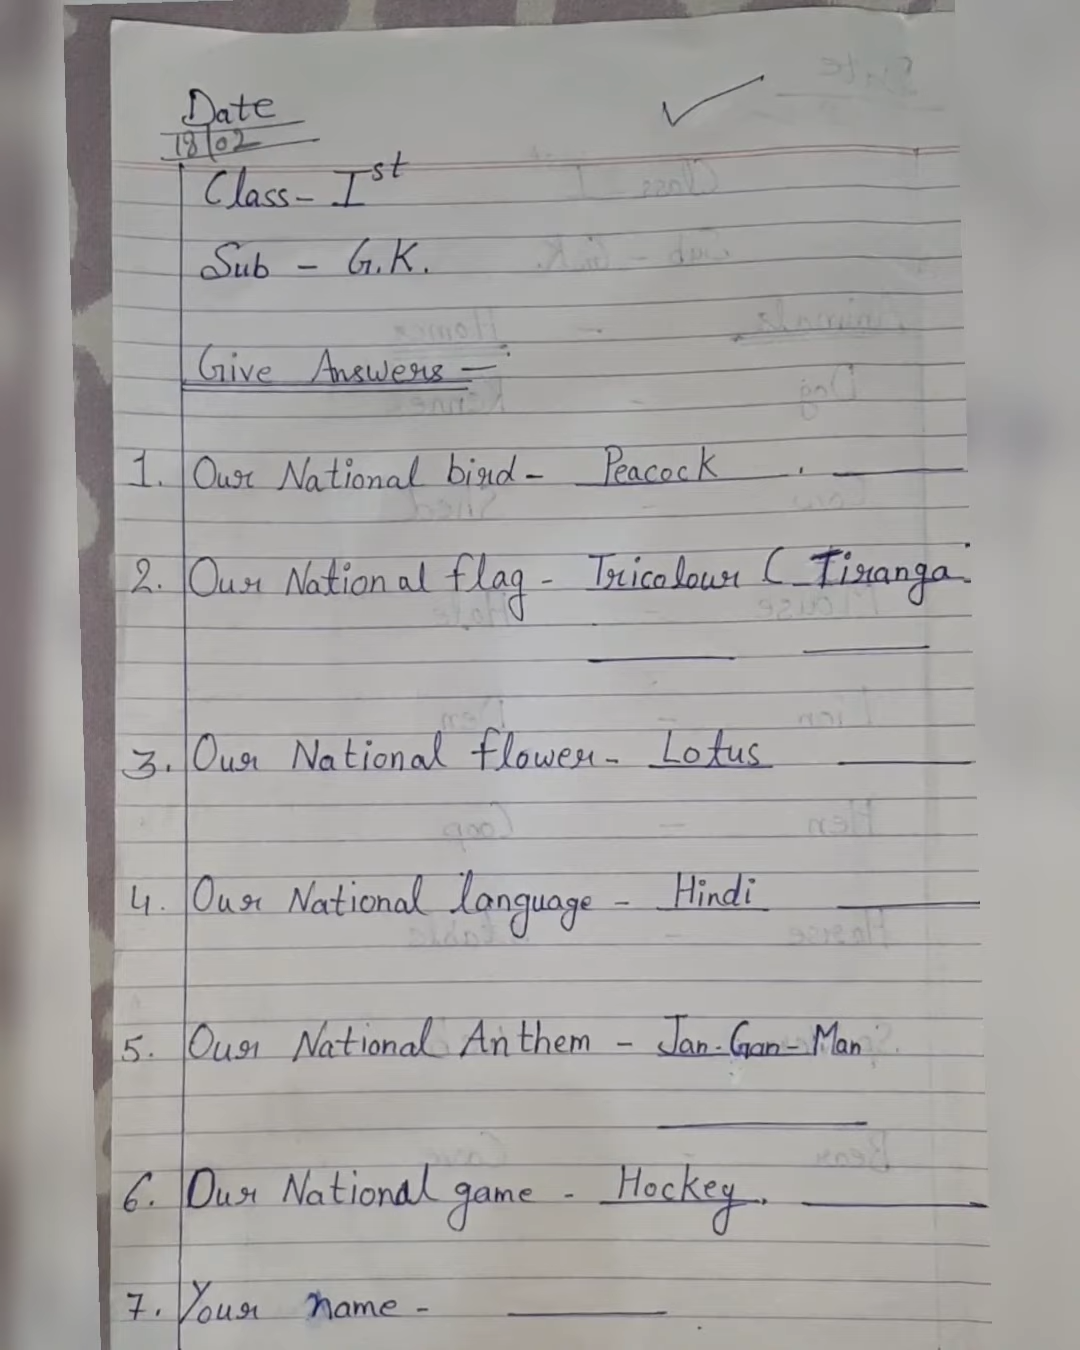 Date
18/02
Class- Ist
Sub - G.K.
Give Answers -
1. Our National bird- Peacock
2. Our National flag - Tricolour ( Tiranga
3. Our National flower- Lotus
4. Our National language - Hindi
5. Our National Anthem - Jan-Gan-Man
6. Our National game - Hockey.
7. Your name -